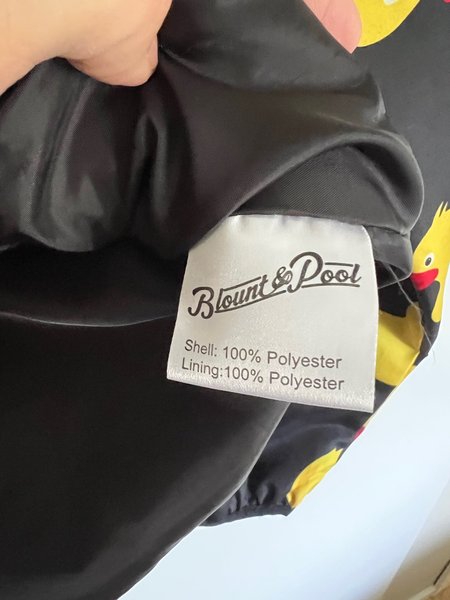 Blount & Pool
Shell: 100% Polyester
Lining:100% Polyester